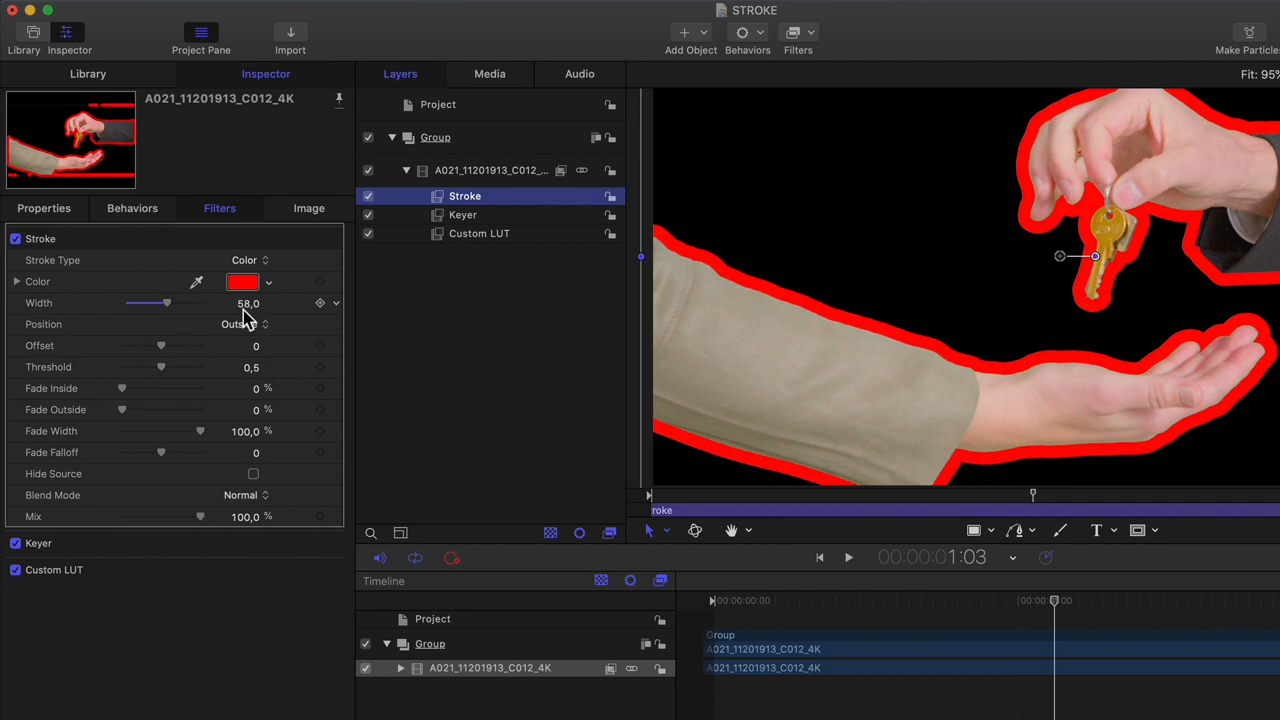 STROKE
Library
Inspector
Project Pane
Import
Add Object
Behaviors
Filters
Make Particles
Library
Inspector
Layers
Media
Audio
Fit: 95%
A021_11201913_C012_4K
Project
Group
A021_11201913_C012_...
Stroke
Keyer
Custom LUT
Properties
Behaviors
Filters
Image
Stroke
Stroke Type
Color
Color
Width
58,0
Position
Offset
0
Threshold
0,5
Fade Inside
0 %
Fade Outside
0 %
Fade Width
100,0 %
Fade Falloff
0
Hide Source
Blend Mode
Normal
Mix
100,0 %
Keyer
Custom LUT
roke
T
00:00:00:01:03
Timeline
00:00:00:00
Project
Group
Group
A021_11201913_C012_4K
A021_11201913_C012_4K
A021_11201913_C012_4K